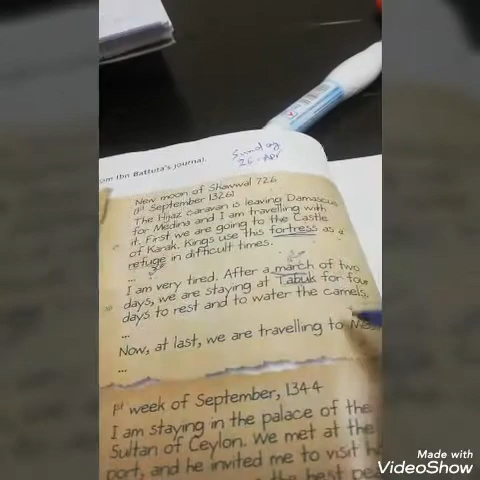 om Ibn Battuta's journal.
Sunday
26-Apr
New moon of Shawwal 726
(1st September 1326)
The Hijaz caravan is leaving Damascus
for Medina and I am travelling with
it. First we are going to the Castle
of Karak. Kings use this fortress as a
refuge in difficult times.
...
I am very tired. After a march of two
days, we are staying at Tabuk for four
days to rest and to water the camels.
...
Now, at last, we are travelling to
...
1st week of September, 1344
I am staying in the palace of the
Sultan of Ceylon. We met at the
port, and he invited me to visit
the best
Made with
VideoShow